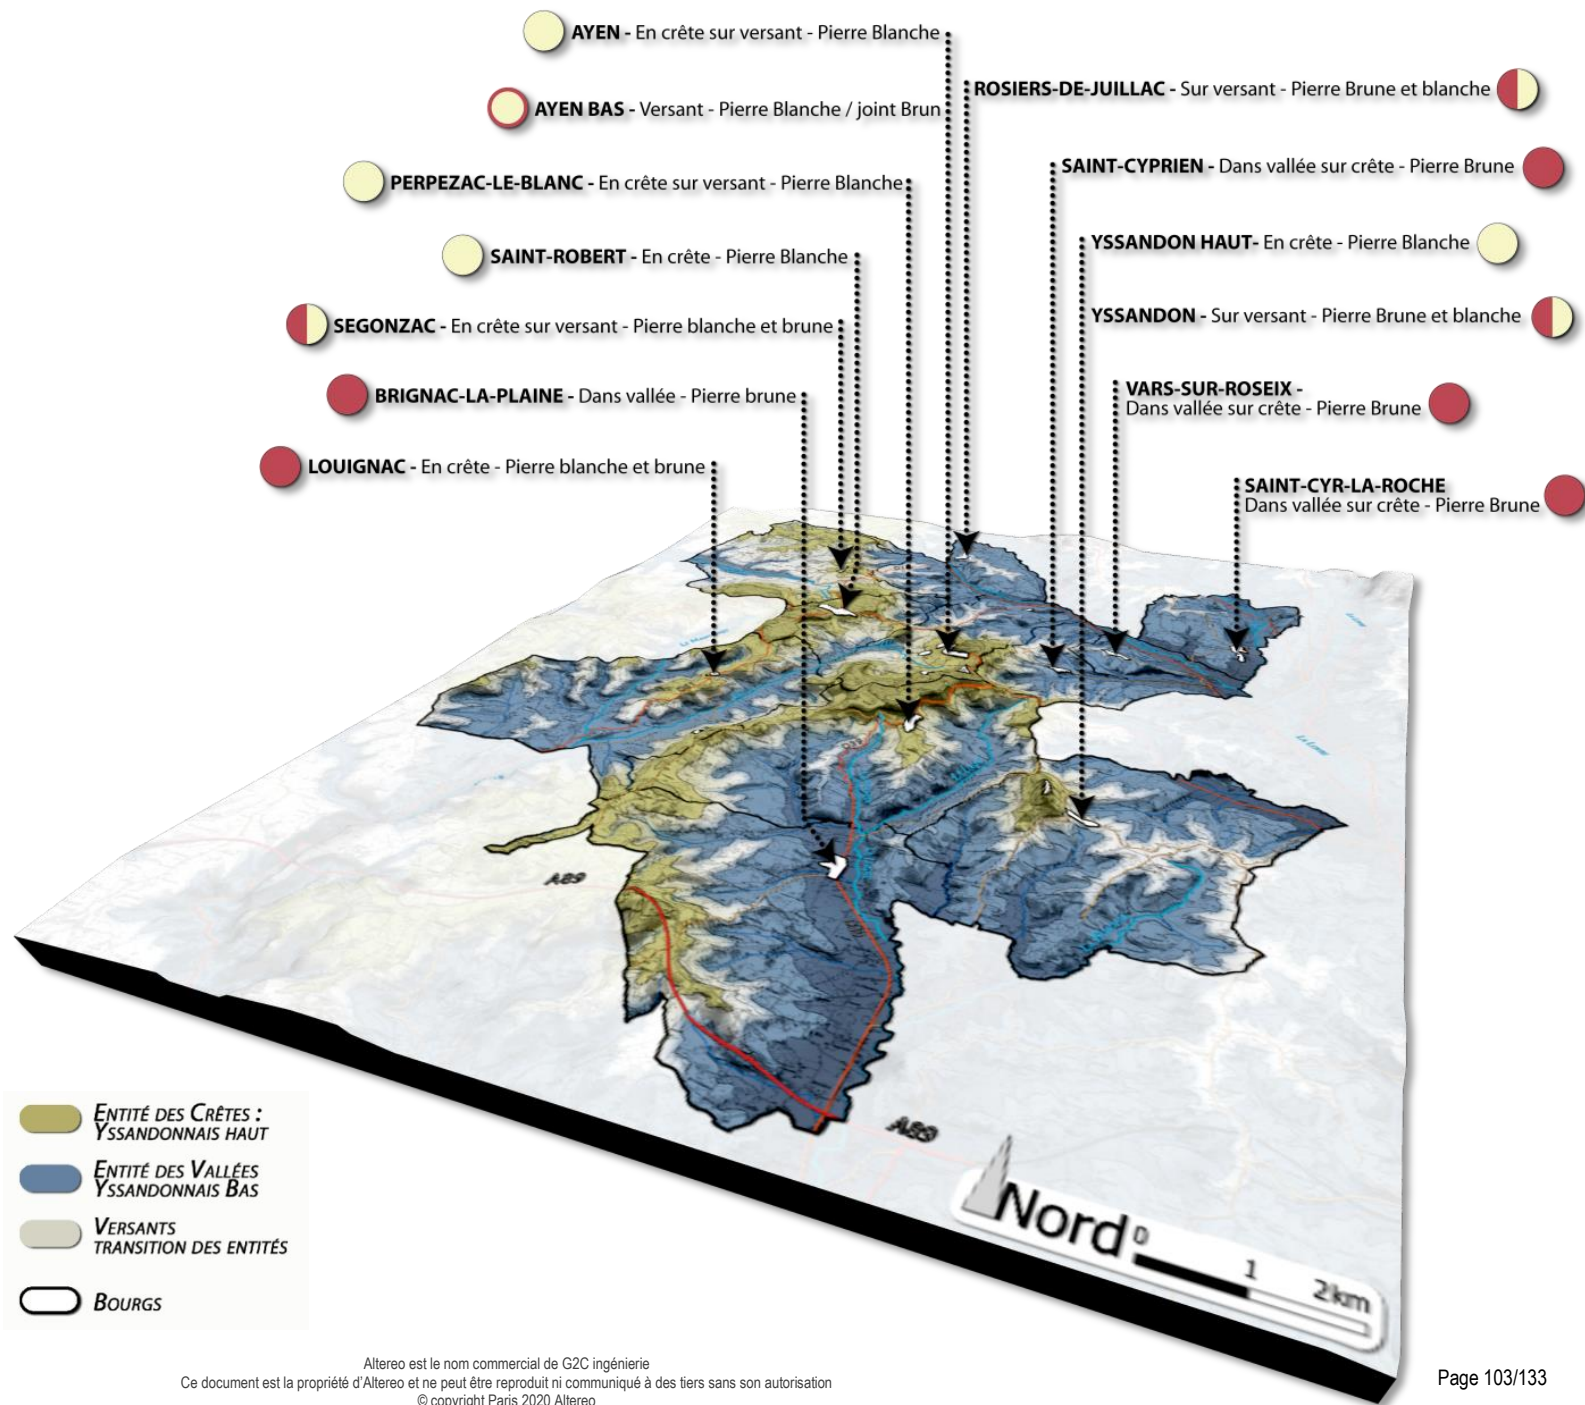 AYEN - En crête sur versant - Pierre Blanche
AYEN BAS - Versant - Pierre Blanche / joint Brun
PERPEZAC-LE-BLANC - En crête sur versant - Pierre Blanche
SAINT-ROBERT - En crête - Pierre Blanche
SEGONZAC - En crête sur versant - Pierre blanche et brune
BRIGNAC-LA-PLAINE - Dans vallée - Pierre brune
LOUIGNAC - En crête - Pierre blanche et brune
ROSIERS-DE-JUILLAC - Sur versant - Pierre Brune et blanche
SAINT-CYPRIEN - Dans vallée sur crête - Pierre Brune
YSSANDON HAUT- En crête - Pierre Blanche
YSSANDON - Sur versant - Pierre Brune et blanche
VARS-SUR-ROSEIX -
Dans vallée sur crête - Pierre Brune
SAINT-CYR-LA-ROCHE
Dans vallée sur crête - Pierre Brune
A89
A89
Nord
0 1 2km
ENTITÉ DES CRÊTES :
YSSANDONNAIS HAUT
ENTITÉ DES VALLÉES
YSSANDONNAIS BAS
VERSANTS
TRANSITION DES ENTITÉS
BOURGS
Altereo est le nom commercial de G2C ingénierie
Ce document est la propriété d'Altereo et ne peut être reproduit ni communiqué à des tiers sans son autorisation
© copyright Paris 2020 Altereo
Page 103/133